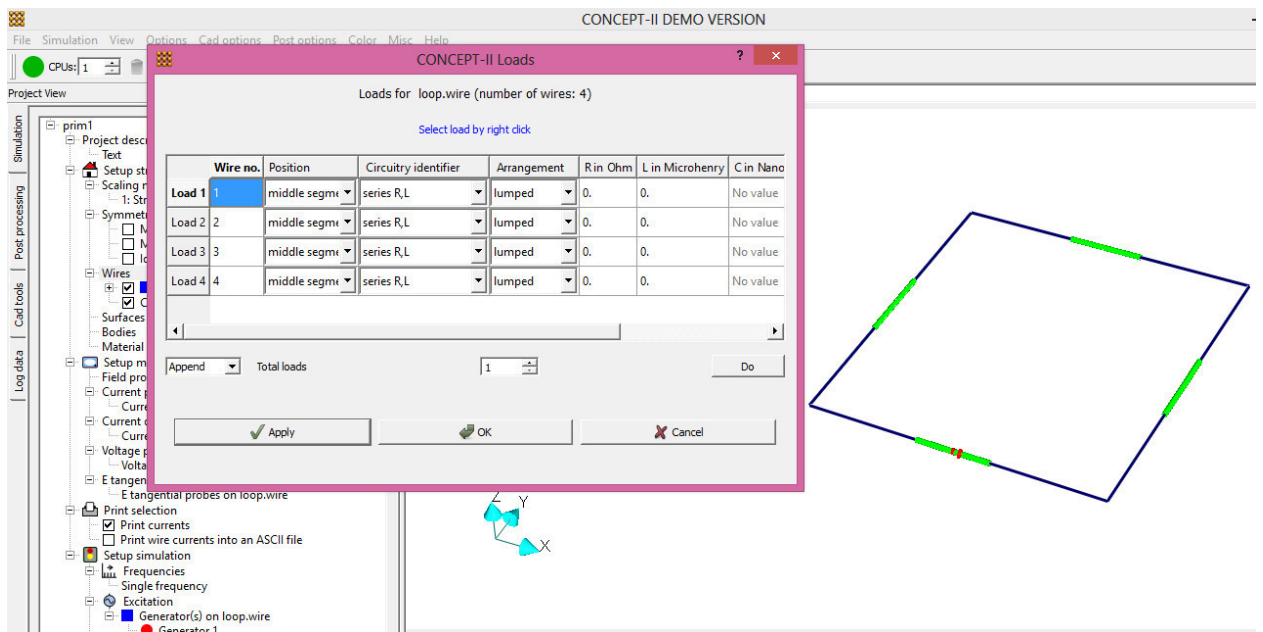 CONCEPT-II DEMO VERSION
File Simulation View Options Cad options Post options Color Misc Help
CPUs: 1
Project View
Simulation
Post processing
Cad tools
Log data
prim1
Project descr
Text
Setup st
Scaling r
1: Str
Symmet
M
M
Wires
C
Surfaces
Bodies
Material
Setup m
Field pro
Current p
Curre
Current d
Curre
Voltage p
Volta
E tangen
E tangential probes on loop.wire
Print selection
Print currents
Print wire currents into an ASCII file
Setup simulation
Frequencies
Single frequency
Excitation
Generator(s) on loop.wire
Generator 1
CONCEPT-II Loads
? ×
Loads for loop.wire (number of wires: 4)
Select load by right click
Wire no. Position Circuitry identifier Arrangement R in Ohm L in Microhenry C in Nano
Load 1 1 middle segme series R,L lumped 0. 0. No value
Load 2 2 middle segme series R,L lumped 0. 0. No value
Load 3 3 middle segme series R,L lumped 0. 0. No value
Load 4 4 middle segme series R,L lumped 0. 0. No value
Append Total loads 1 Do
Apply OK Cancel
Z Y
X